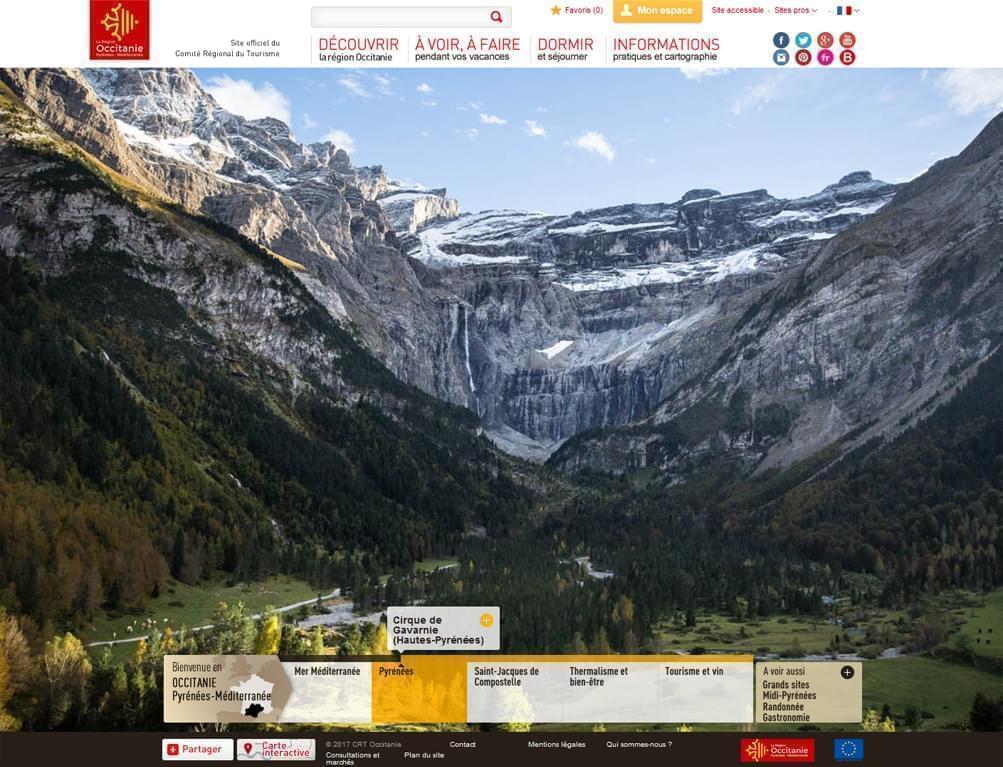 La Région
Occitanie
Pyrénées - Méditerranée
Site officiel du
Comité Régional du Tourisme
Favoris (0)
Mon espace
Site accessible
Sites pros
DÉCOUVRIR
la région Occitanie
À VOIR, À FAIRE
pendant vos vacances
DORMIR
et séjourner
INFORMATIONS
pratiques et cartographie
Cirque de
Gavarnie
(Hautes-Pyrénées)
Bienvenue en
OCCITANIE
Pyrénées-Méditerranée
Mer Méditerranée
Pyrénées
Saint-Jacques de
Compostelle
Thermalisme et
bien-être
Tourisme et vin
A voir aussi
Grands sites
Midi-Pyrénées
Randonnée
Gastronomie
Partager
Carte
interactive
© 2017 CRT Occitanie
Contact
Mentions légales
Qui sommes-nous ?
Consultations et
marchés
Plan du site
La Région
Occitanie